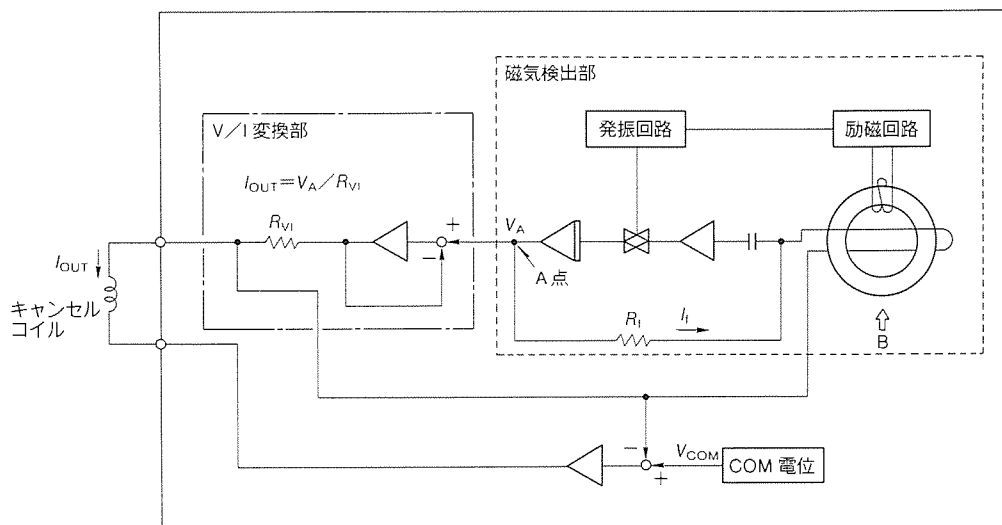 磁気検出部
発振回路
励磁回路
V/I 変換部
I_OUT=V_A/R_VI
R_VI
+
−
V_A
A 点
I_OUT
キャンセル
コイル
R_f
I_f
B
−
+
V_COM
COM 電位